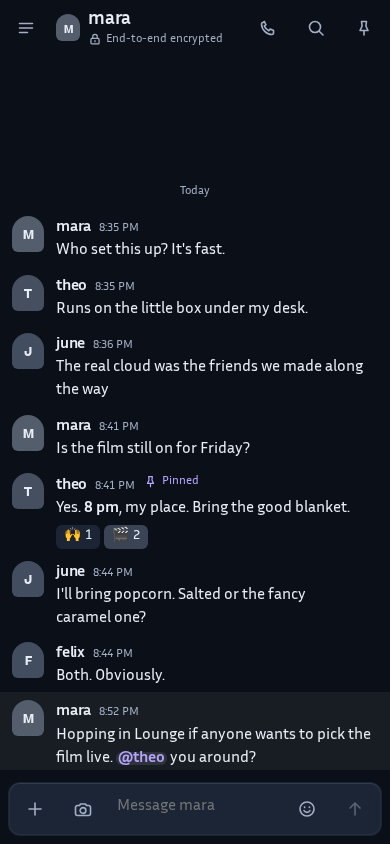 M
mara
End-to-end encrypted
Today
M
mara 8:35 PM
Who set this up? It's fast.
T
theo 8:35 PM
Runs on the little box under my desk.
J
june 8:36 PM
The real cloud was the friends we made along
the way
M
mara 8:41 PM
Is the film still on for Friday?
T
theo 8:41 PM Pinned
Yes. 8 pm, my place. Bring the good blanket.
🙌 1 🎬 2
J
june 8:44 PM
I'll bring popcorn. Salted or the fancy
caramel one?
F
felix 8:44 PM
Both. Obviously.
M
mara 8:52 PM
Hopping in Lounge if anyone wants to pick the
film live. @theo you around?
Message mara